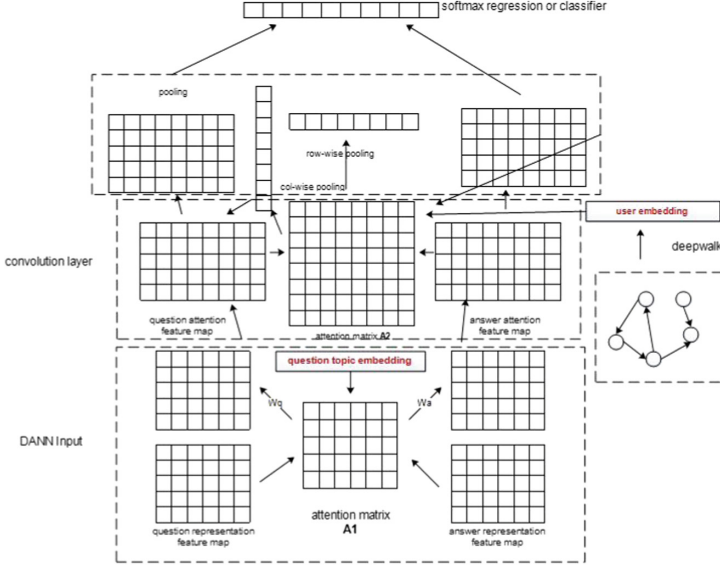 softmax regression or classifier
pooling
row-wise pooling
col-wise pooling
user embedding
deepwalk
convolution layer
question attention
feature map
attention matrix A2
answer attention
feature map
question topic embedding
Wq
Wa
DANN Input
attention matrix
A1
question representation
feature map
answer representation
feature map